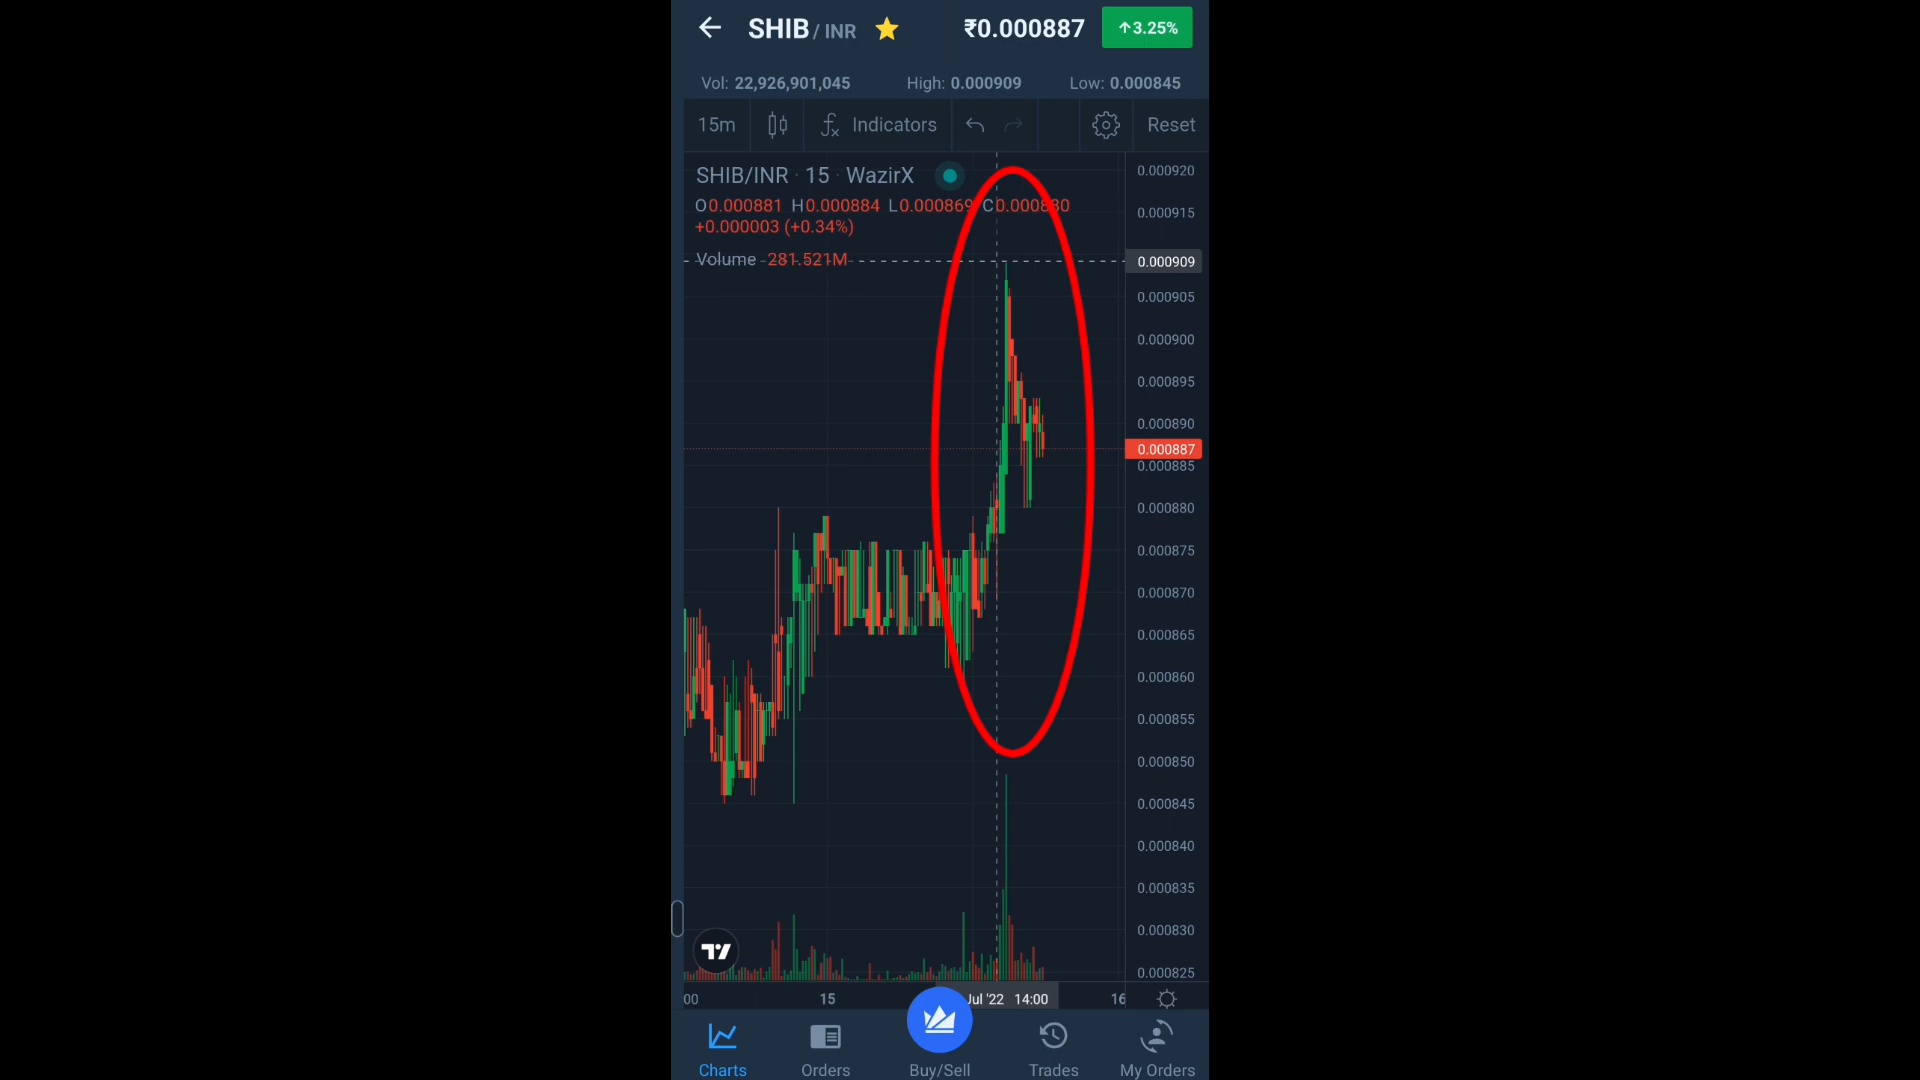 SHIB / INR ₹0.000887 3.25%
Vol: 22,926,901,045 High: 0.000909 Low: 0.000845
15m Indicators Reset
SHIB/INR · 15 · WazirX
O0.000881 H0.000884 L0.000869 C0.000880
+0.000003 (+0.34%)
Volume 281.521M
0.000920
0.000915
0.000909
0.000905
0.000900
0.000895
0.000890
0.000887
0.000885
0.000880
0.000875
0.000870
0.000865
0.000860
0.000855
0.000850
0.000845
0.000840
0.000835
0.000830
0.000825
00 15 Jul '22 14:00 16
Charts Orders Buy/Sell Trades My Orders